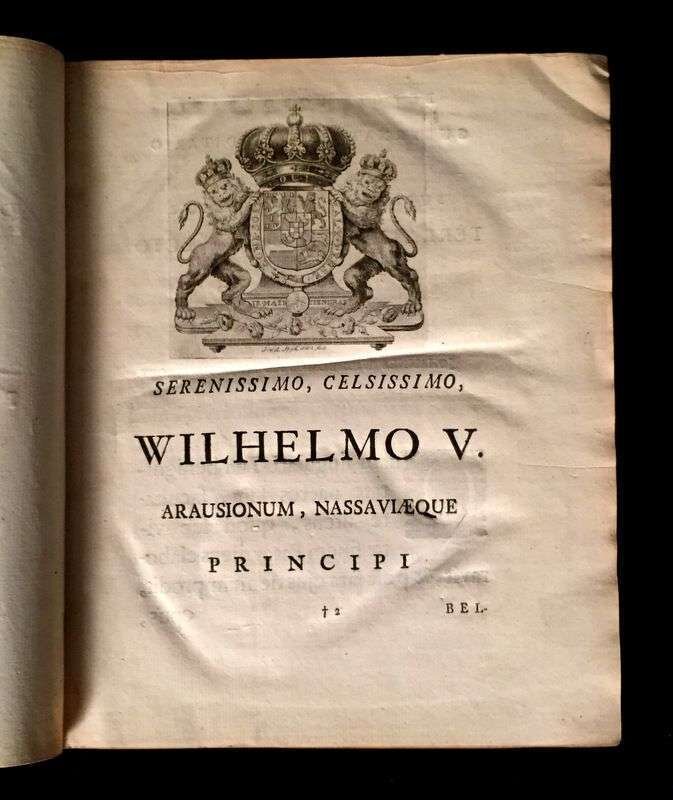 SERENISSIMO, CELSISSIMO,
WILHELMO V.
ARAUSIONUM, NASSAVIÆQUE
PRINCIPI
†2 BEL-